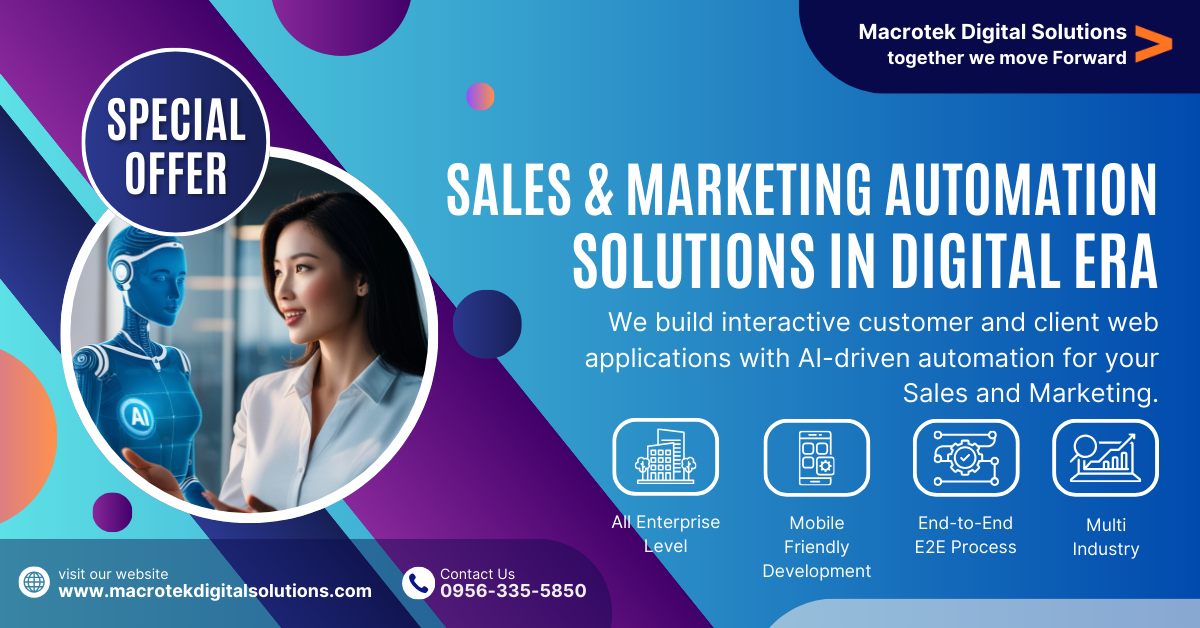 Macrotek Digital Solutions
together we move Forward
SPECIAL
OFFER
AI
SALES & MARKETING AUTOMATION
SOLUTIONS IN DIGITAL ERA
We build interactive customer and client web
applications with AI-driven automation for your
Sales and Marketing.
All Enterprise
Level
Mobile
Friendly
Development
End-to-End
E2E Process
Multi
Industry
visit our website
www.macrotekdigitalsolutions.com
Contact Us
0956-335-5850